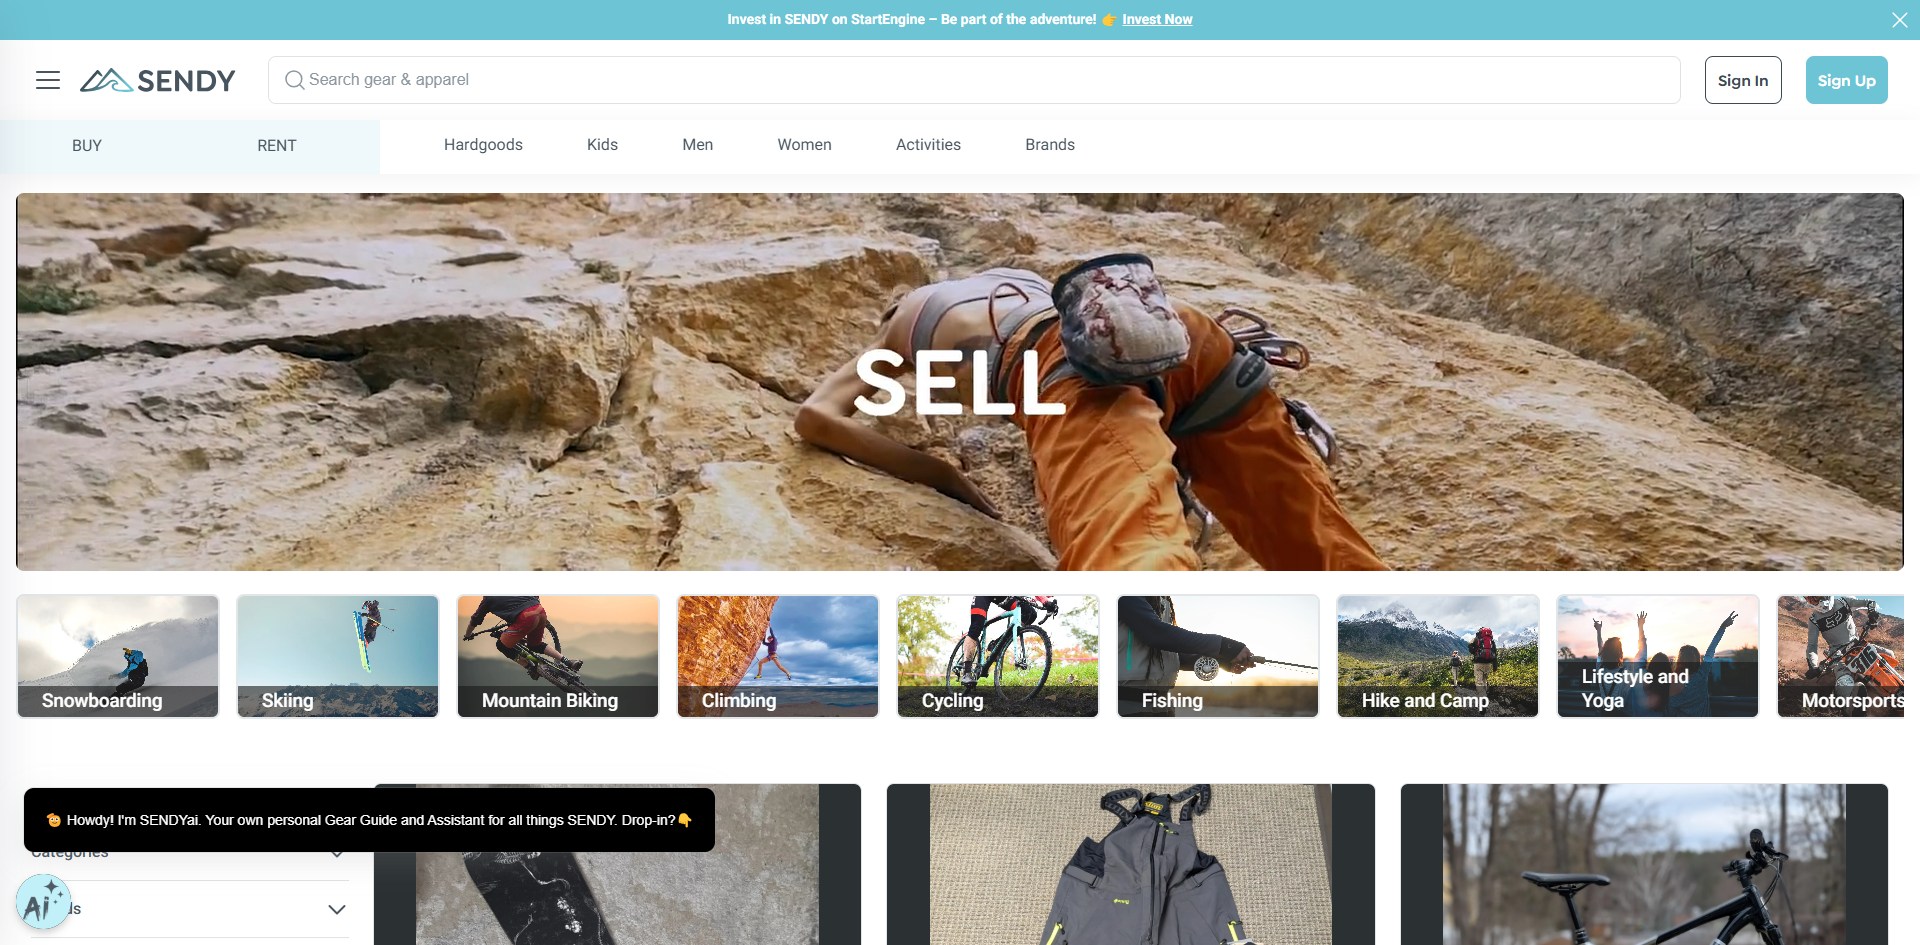 Invest in SENDY on StartEngine – Be part of the adventure! 👉 Invest Now
SENDY
Search gear & apparel
Sign In
Sign Up
BUY
RENT
Hardgoods
Kids
Men
Women
Activities
Brands
SELL
Snowboarding
Skiing
Mountain Biking
Climbing
Cycling
Fishing
Hike and Camp
Lifestyle and
Yoga
Motorsports
🤠 Howdy! I'm SENDYai. Your own personal Gear Guide and Assistant for all things SENDY. Drop-in?👇
Categories
Ai
ds